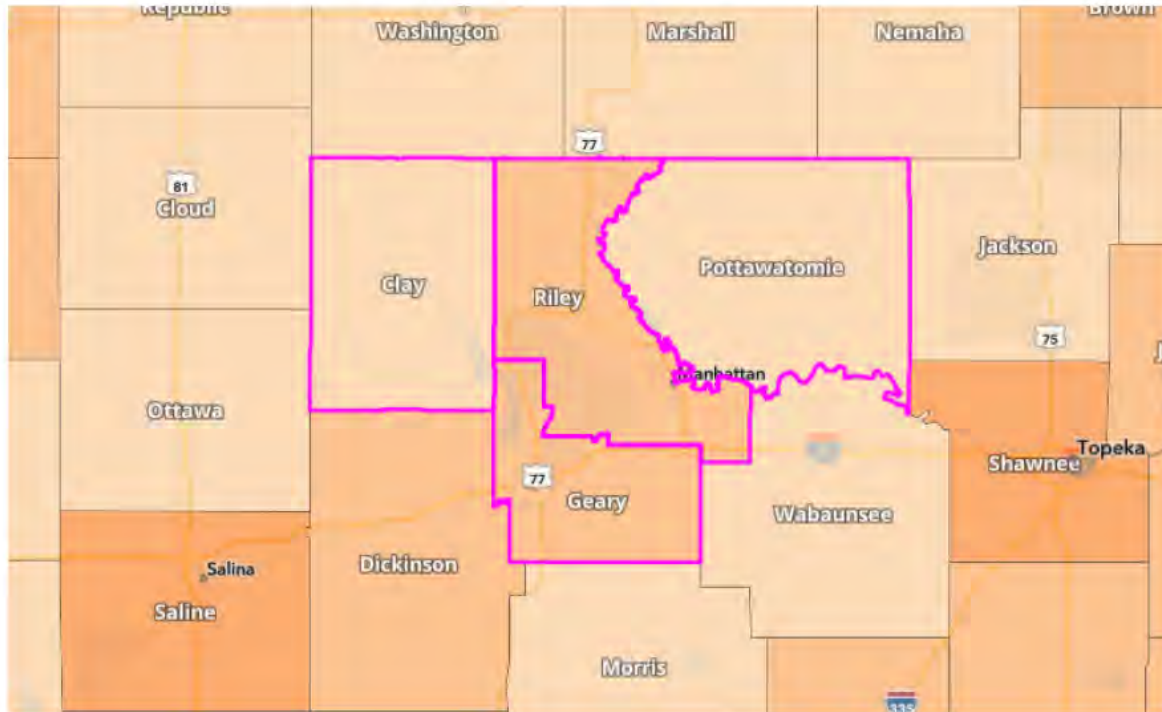 Republic
Washington
Marshall
Nemaha
Brown
77
81
Cloud
Jackson
Pottawatomie
Clay
Riley
75
Manhattan
Ottawa
Topeka
Shawnee
77
Geary
Wabaunsee
Dickinson
Salina
Saline
Morris
335